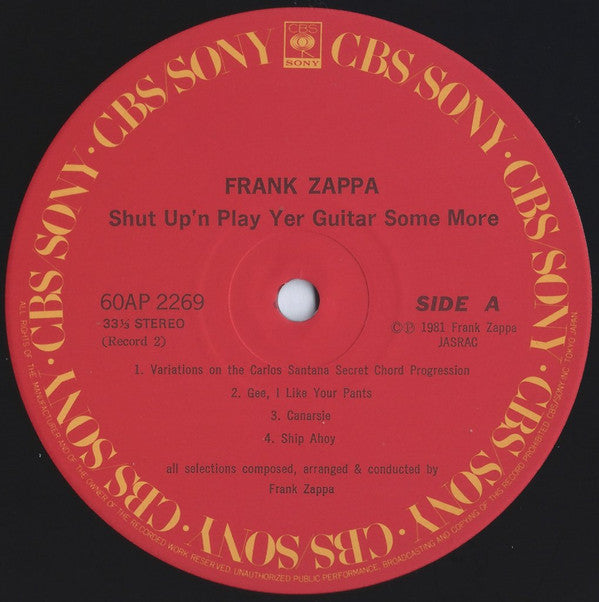 CBS/SONY · CBS/SONY · CBS/SONY · CBS/SONY · CBS/SONY · CBS/SONY · CBS/SONY · CBS/SONY
CBS
SONY
FRANK ZAPPA
Shut Up'n Play Yer Guitar Some More
60AP 2269
33⅓ STEREO
(Record 2)
SIDE A
©Ⓟ 1981 Frank Zappa
JASRAC
1. Variations on the Carlos Santana Secret Chord Progression
2. Gee, I Like Your Pants
3. Canarsie
4. Ship Ahoy
all selections composed, arranged & conducted by
Frank Zappa
ALL RIGHTS OF THE MANUFACTURER AND OF THE OWNER OF THE RECORDED WORK RESERVED. UNAUTHORIZED PUBLIC PERFORMANCE, BROADCASTING AND COPYING OF THIS RECORD PROHIBITED. CBS/SONY INC. TOKYO JAPAN.